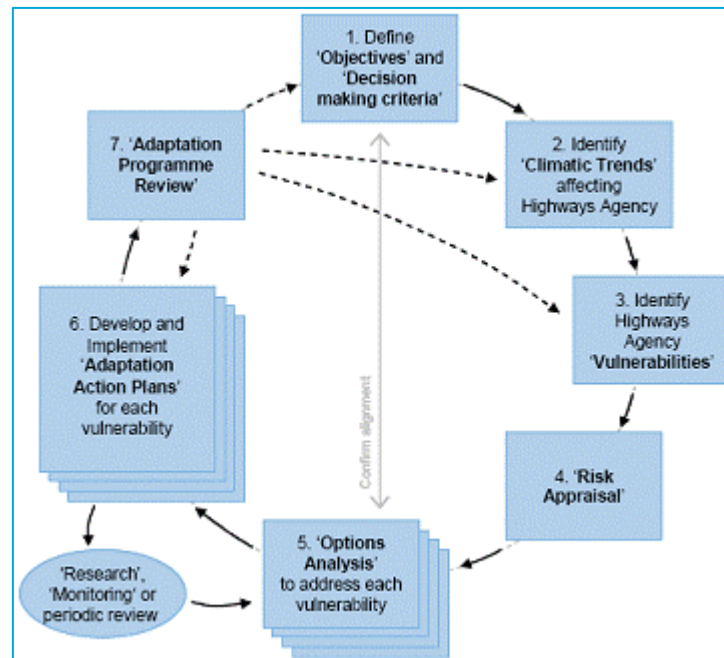 1. Define
'Objectives' and
'Decision
making criteria'
2. Identify
'Climatic Trends'
affecting
Highways Agency
3. Identify
Highways
Agency
'Vulnerabilities'
4. 'Risk
Appraisal'
5. 'Options
Analysis'
to address each
vulnerability
6. Develop and
Implement
'Adaptation
Action Plans'
for each
vulnerability
7. 'Adaptation
Programme
Review'
'Research',
'Monitoring' or
periodic review
Confirm alignment